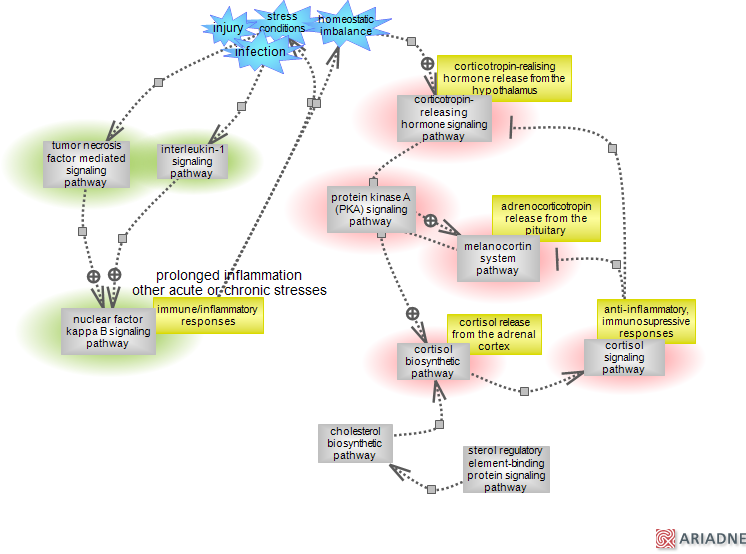 injury
stress
conditions
homeostatic
imbalance
infection
corticotropin-realising
hormone release from the
hypothalamus
corticotropin-
releasing
hormone signaling
pathway
tumor necrosis
factor mediated
signaling
pathway
interleukin-1
signaling
pathway
protein kinase A
(PKA) signaling
pathway
adrenocorticotropin
release from the
pituitary
melanocortin
system
pathway
prolonged inflammation
other acute or chronic stresses
nuclear factor
kappa B signaling
pathway
immune/inflammatory
responses
cortisol release
from the adrenal
cortex
cortisol
biosynthetic
pathway
anti-inflammatory,
immunosupressive
responses
cortisol
signaling
pathway
cholesterol
biosynthetic
pathway
sterol regulatory
element-binding
protein signaling
pathway
ARIADNE